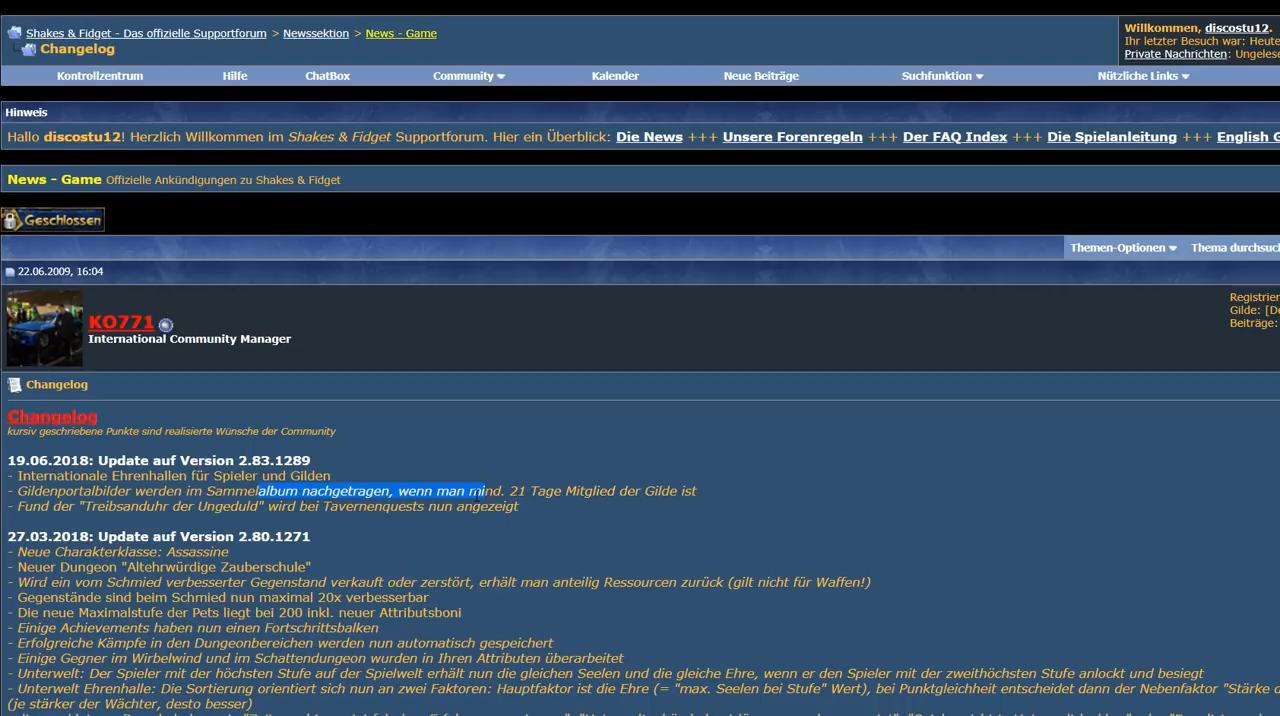 Shakes & Fidget - Das offizielle Supportforum > Newssektion > News - Game
Changelog
Willkommen, discostu12.
Ihr letzter Besuch war: Heute
Private Nachrichten: Ungelese
Kontrollzentrum Hilfe ChatBox Community Kalender Neue Beiträge Suchfunktion Nützliche Links
Hinweis
Hallo discostu12! Herzlich Willkommen im Shakes & Fidget Supportforum. Hier ein Überblick: Die News +++ Unsere Forenregeln +++ Der FAQ Index +++ Die Spielanleitung +++ English G
News - Game Offizielle Ankündigungen zu Shakes & Fidget
Geschlossen
Themen-Optionen Thema durchsuc
22.06.2009, 16:04
KO771
International Community Manager
Registrier
Gilde: [De
Beiträge:
Changelog
Changelog
kursiv geschriebene Punkte sind realisierte Wünsche der Community
19.06.2018: Update auf Version 2.83.1289
- Internationale Ehrenhallen für Spieler und Gilden
- Gildenportalbilder werden im Sammelalbum nachgetragen, wenn man mind. 21 Tage Mitglied der Gilde ist
- Fund der "Treibsanduhr der Ungeduld" wird bei Tavernenquests nun angezeigt
27.03.2018: Update auf Version 2.80.1271
- Neue Charakterklasse: Assassine
- Neuer Dungeon "Altehrwürdige Zauberschule"
- Wird ein vom Schmied verbesserter Gegenstand verkauft oder zerstört, erhält man anteilig Ressourcen zurück (gilt nicht für Waffen!)
- Gegenstände sind beim Schmied nun maximal 20x verbesserbar
- Die neue Maximalstufe der Pets liegt bei 200 inkl. neuer Attributsboni
- Einige Achievements haben nun einen Fortschrittsbalken
- Erfolgreiche Kämpfe in den Dungeonbereichen werden nun automatisch gespeichert
- Einige Gegner im Wirbelwind und im Schattendungeon wurden in Ihren Attributen überarbeitet
- Unterwelt: Der Spieler mit der höchsten Stufe auf der Spielwelt erhält nun die gleichen Seelen und die gleiche Ehre, wenn er den Spieler mit der zweithöchsten Stufe anlockt und besiegt
- Unterwelt Ehrenhalle: Die Sortierung orientiert sich nun an zwei Faktoren: Hauptfaktor ist die Ehre (= "max. Seelen bei Stufe" Wert), bei Punktgleichheit entscheidet dann der Nebenfaktor "Stärke d
(je stärker der Wächter, desto besser)